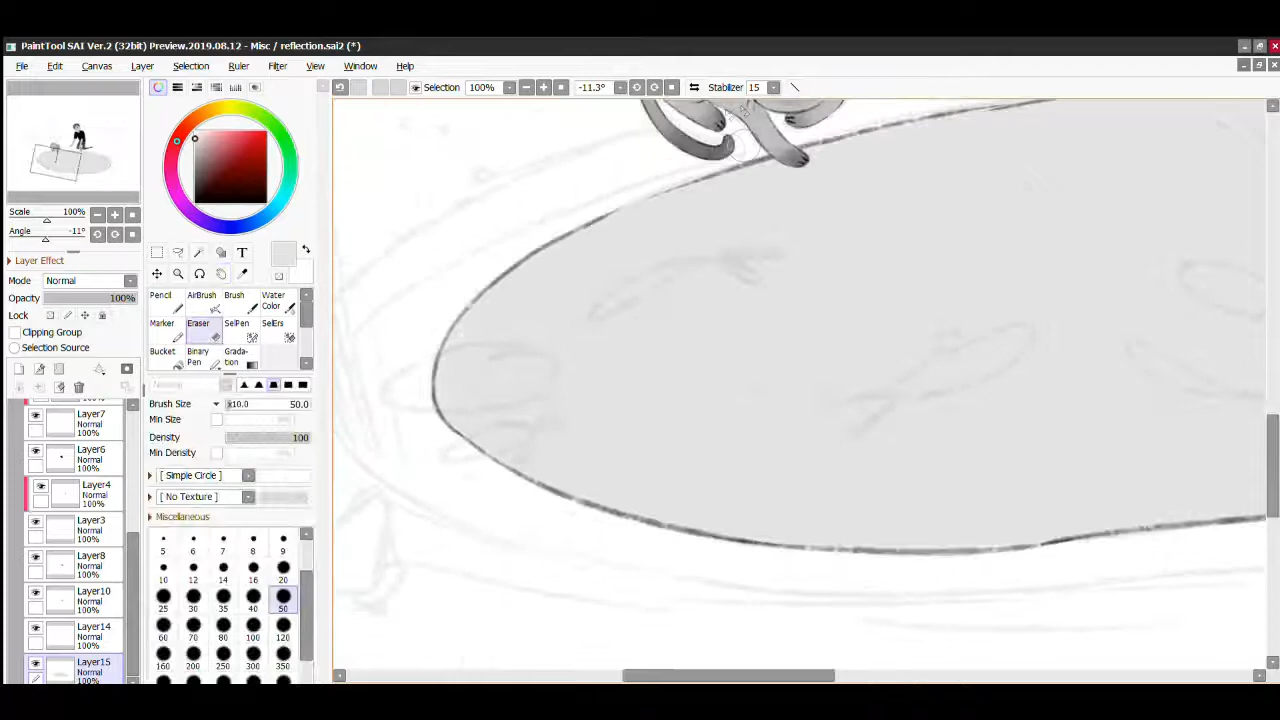 PaintTool SAI Ver.2 (32bit) Preview.2019.08.12 - Misc / reflection.sai2 (*)
File Edit Canvas Layer Selection Ruler Filter View Window Help
Selection 100% -11.3° Stabilizer 15
Scale 100%
Angle -11°
Layer Effect
Mode Normal
Opacity 100%
Lock
Clipping Group
Selection Source
Layer7
Normal
100%
Layer6
Normal
100%
Layer4
Normal
100%
Layer3
Normal
100%
Layer8
Normal
100%
Layer10
Normal
100%
Layer14
Normal
100%
Layer15
Normal
100%
T
Pencil AirBrush Brush Water Color
Marker Eraser SelPen SelErs
Bucket Binary Pen Grada-tion
Brush Size x10.0 50.0
Min Size
Density 100
Min Density
[ Simple Circle ]
[ No Texture ]
Miscellaneous
5 6 7 8 9
10 12 14 16 20
25 30 35 40 50
60 70 80 100 120
160 200 250 300 350